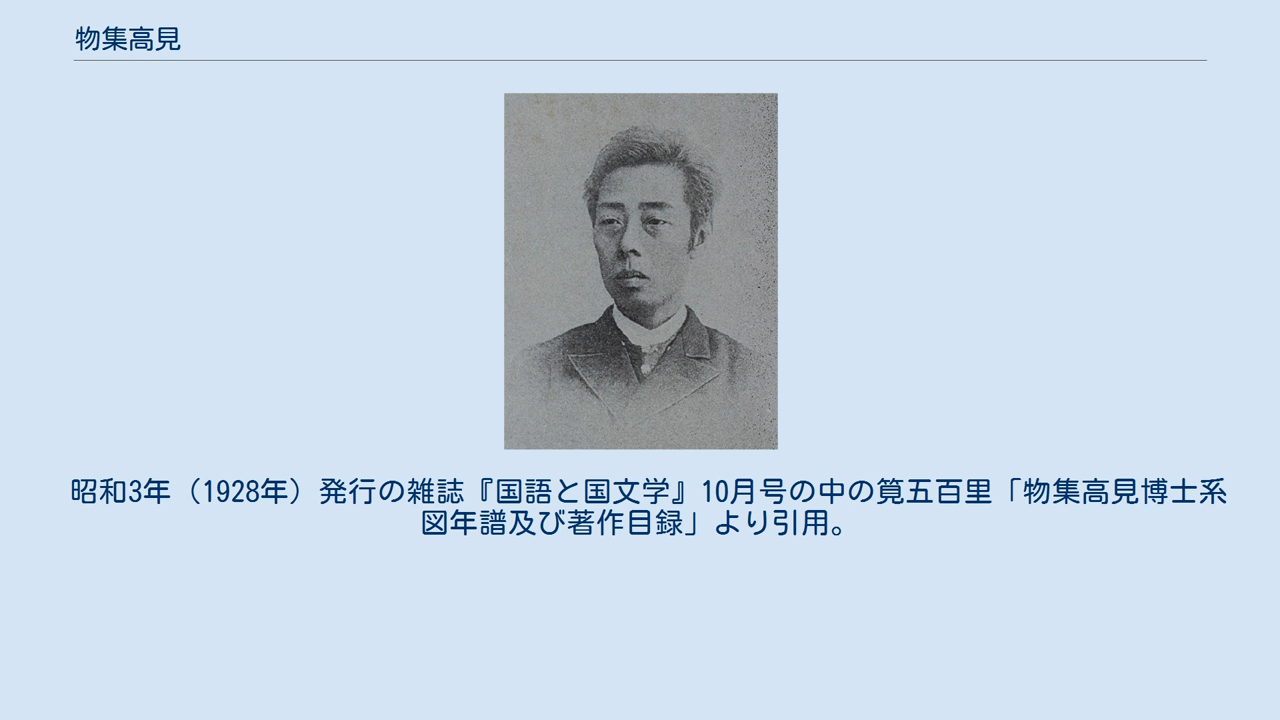 物集高見
昭和3年（1928年）発行の雑誌『国語と国文学』10月号の中の筧五百里「物集高見博士系
図年譜及び著作目録」より引用。